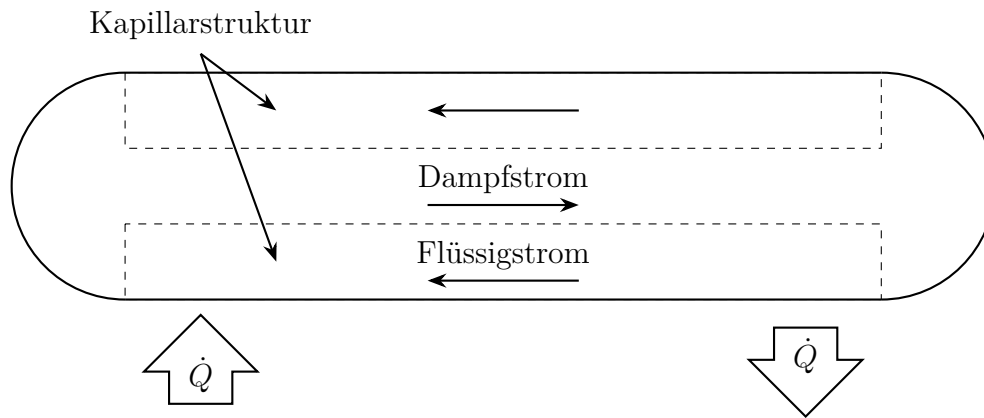 Kapillarstruktur
Dampfstrom
Flüssigstrom
Q̇
Q̇